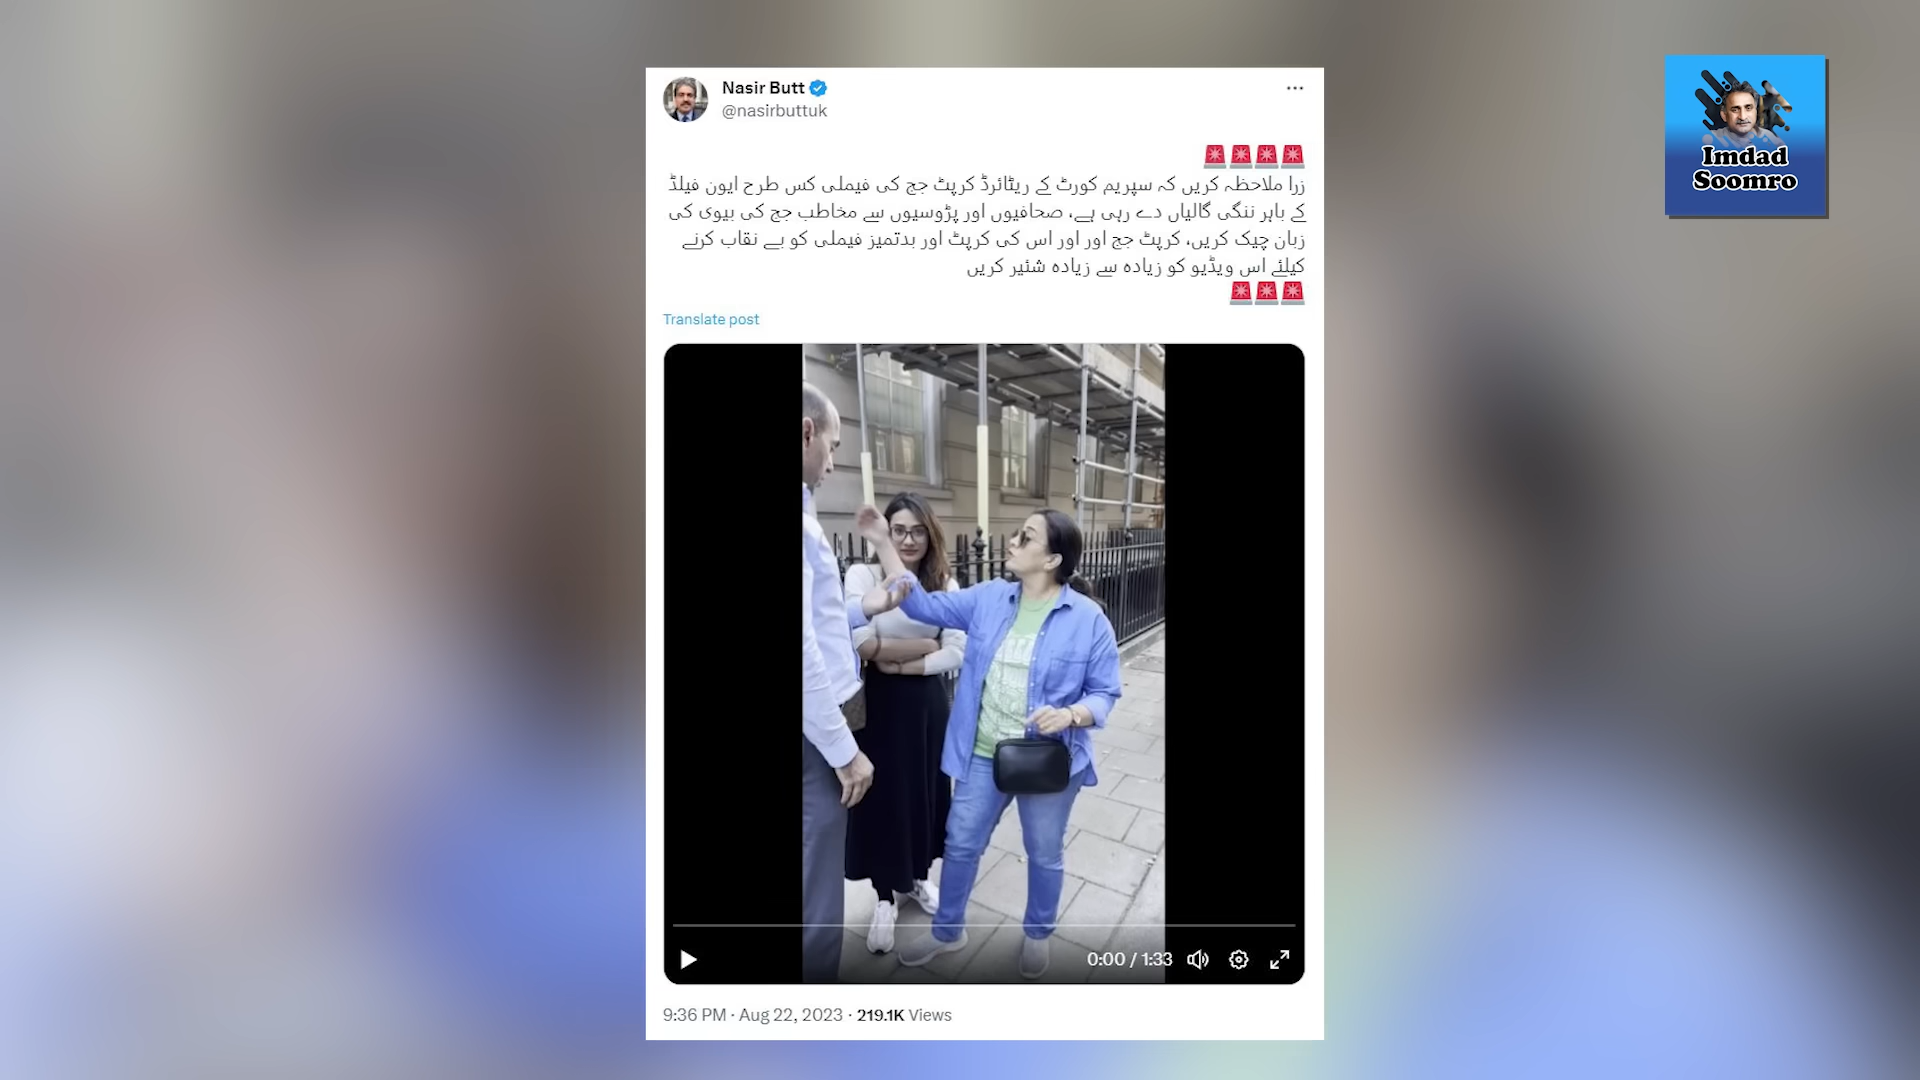 Nasir Butt
@nasirbuttuk
زرا ملاحظہ کریں کہ سپریم کورٹ کے ریٹائرڈ کرپٹ جج کی فیملی کس طرح ایون فیلڈ
کے باہر ننگی گالیاں دے رہی ہے، صحافیوں اور پڑوسیوں سے مخاطب جج کی بیوی کی
زبان چیک کریں، کرپٹ جج اور اور اس کی کرپٹ اور بدتمیز فیملی کو بے نقاب کرنے
کیلئے اس ویڈیو کو زیادہ سے زیادہ شئیر کریں
Translate post
0:00 / 1:33
9:36 PM · Aug 22, 2023 · 219.1K Views
Imdad
Soomro